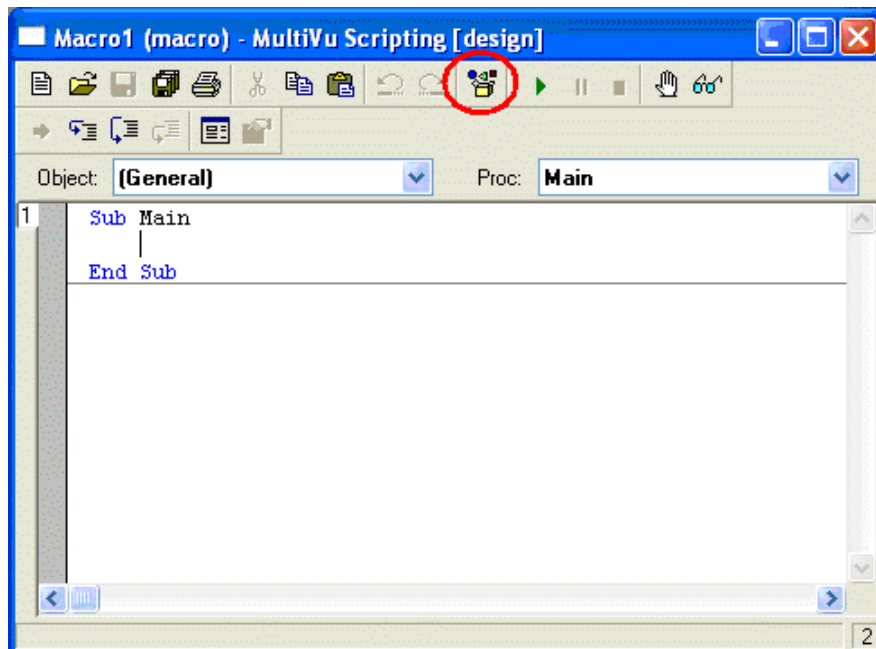 Macro1 (macro) - MultiVu Scripting [design]
Object: (General) Proc: Main
1
Sub Main
End Sub
2